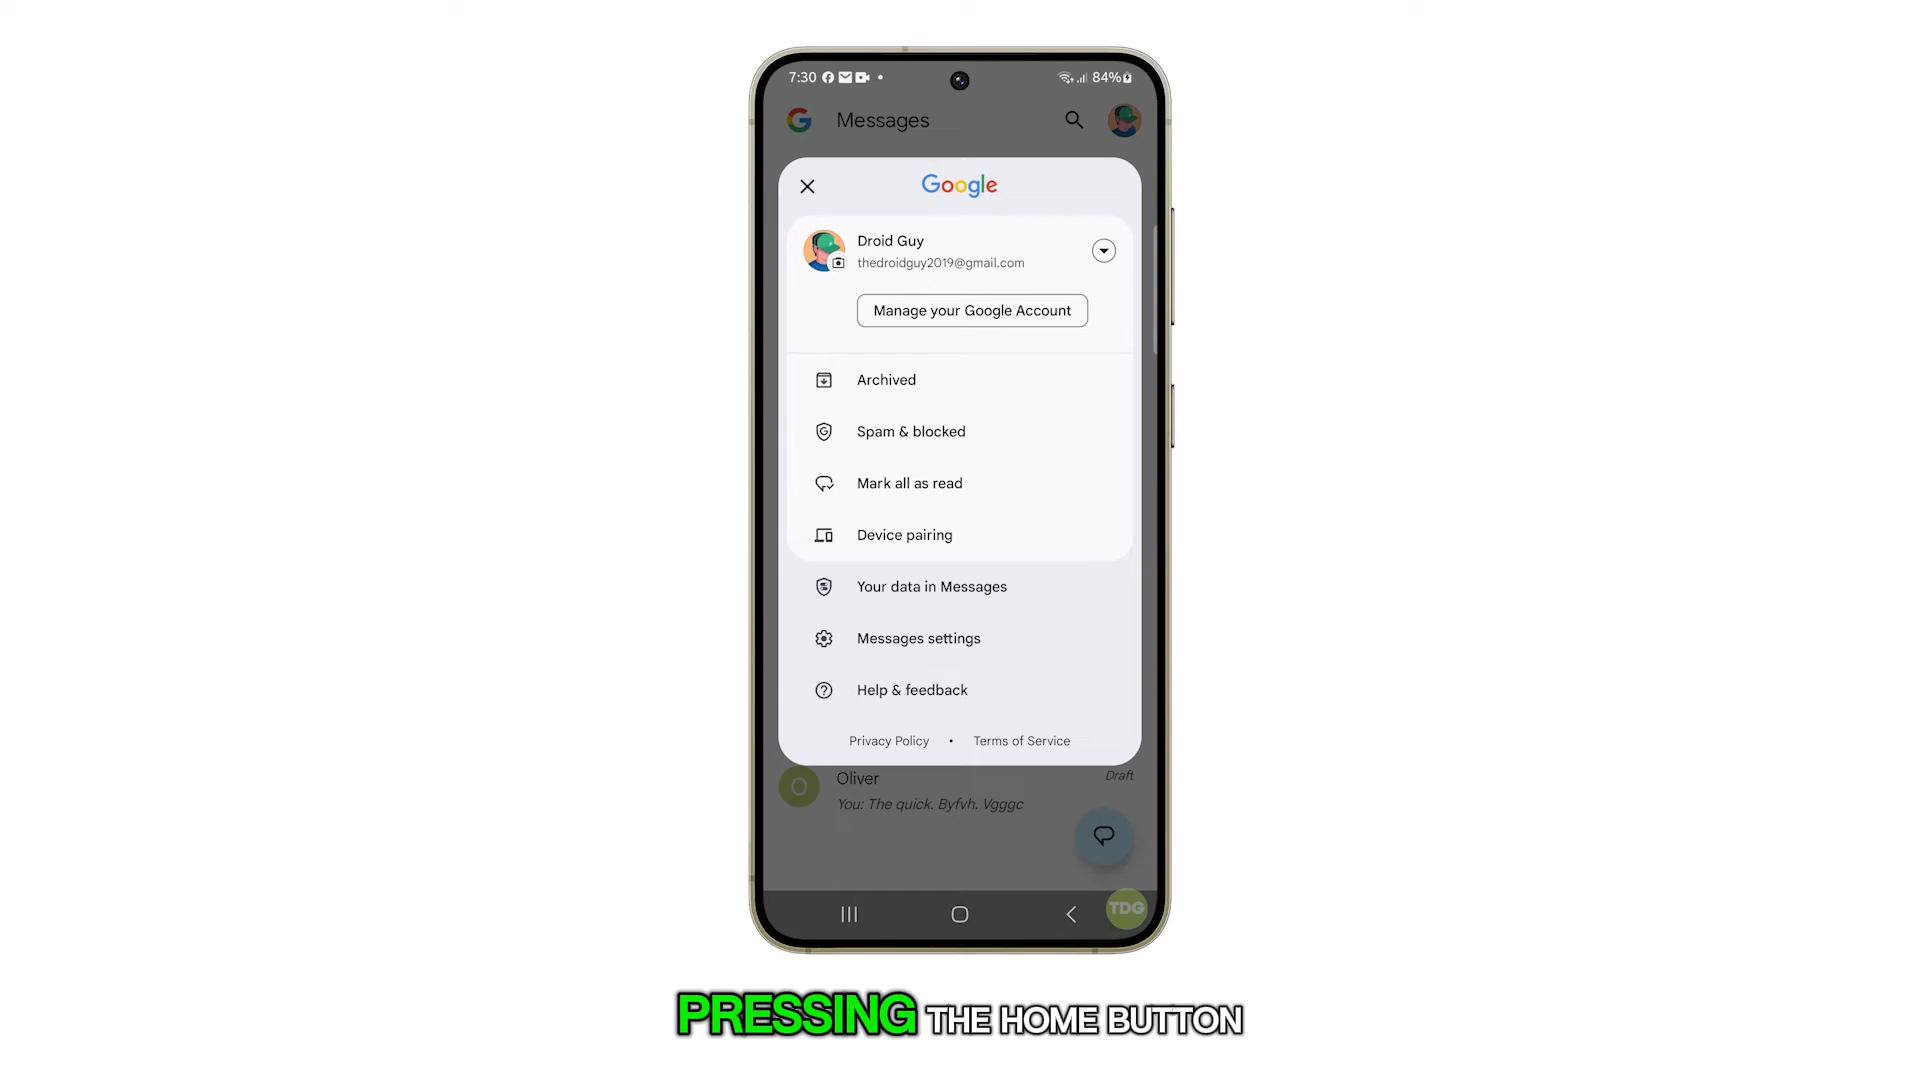 7:30
84%
Messages
Google
Droid Guy
thedroidguy2019@gmail.com
Manage your Google Account
Archived
Spam & blocked
Mark all as read
Device pairing
Your data in Messages
Messages settings
Help & feedback
Privacy Policy • Terms of Service
O
Oliver
Draft
You: The quick. Byfvh. Vgggc
TDG
PRESSING THE HOME BUTTON